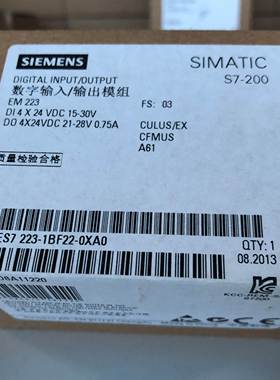 SIEMENS
SIMATIC
S7-200
DIGITAL INPUT/OUTPUT
数字输入/输出模组
EM 223
FS: 03
DI 4 X 24 VDC 15-30V
DO 4X24VDC 21-28V 0.75A
CULUS/EX
CFMUS
A61
质量检验合格
ES7 223-1BF22-0XA0
QTY: 1
08.2013
08A11220